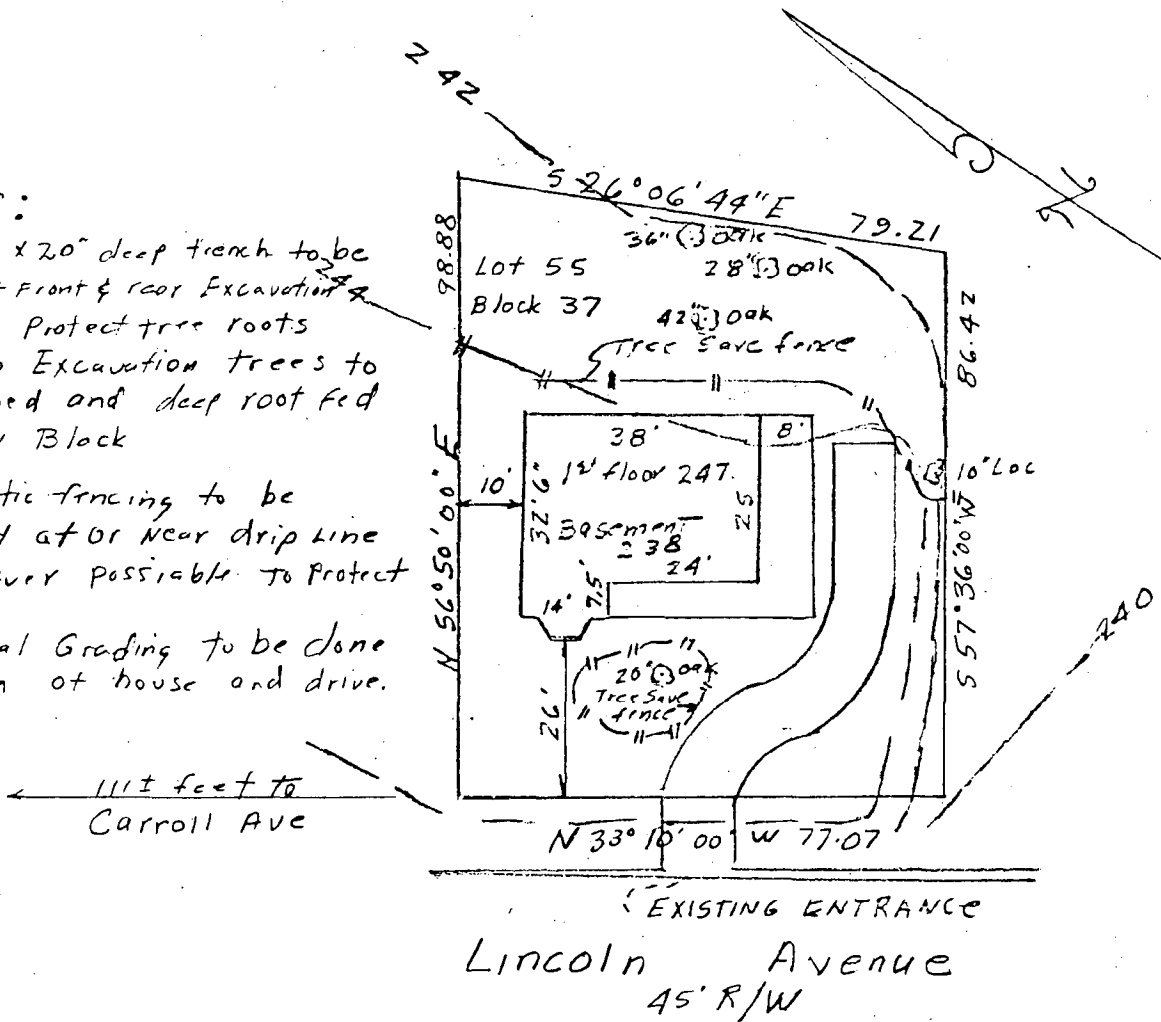 242
S 26° 06' 44" E 79.21
36" Oak
28" Oak
42" Oak
Tree Save fence
Lot 55
Block 37
98.88
N 56° 50' 00" E
86.42
S 57° 36' 00" W
:
x 20" deep trench to be
Front & rear Excavation
244
Protect tree roots
Excavation trees to
ed and deep root fed
Block
tic fencing to be
at or Near drip Line
ver Possiable to Protect
al Grading to be done
of house and drive.
38'
8'
1st floor 247.
10'
32' 6"
25
Basement
238
24'
14'
7.5'
10" Loc
240
20" Oak
Tree Save
fence
26'
111± feet to
Carroll Ave
N 33° 10' 00" W 77.07
EXISTING ENTRANCE
Lincoln Avenue
45' R/W